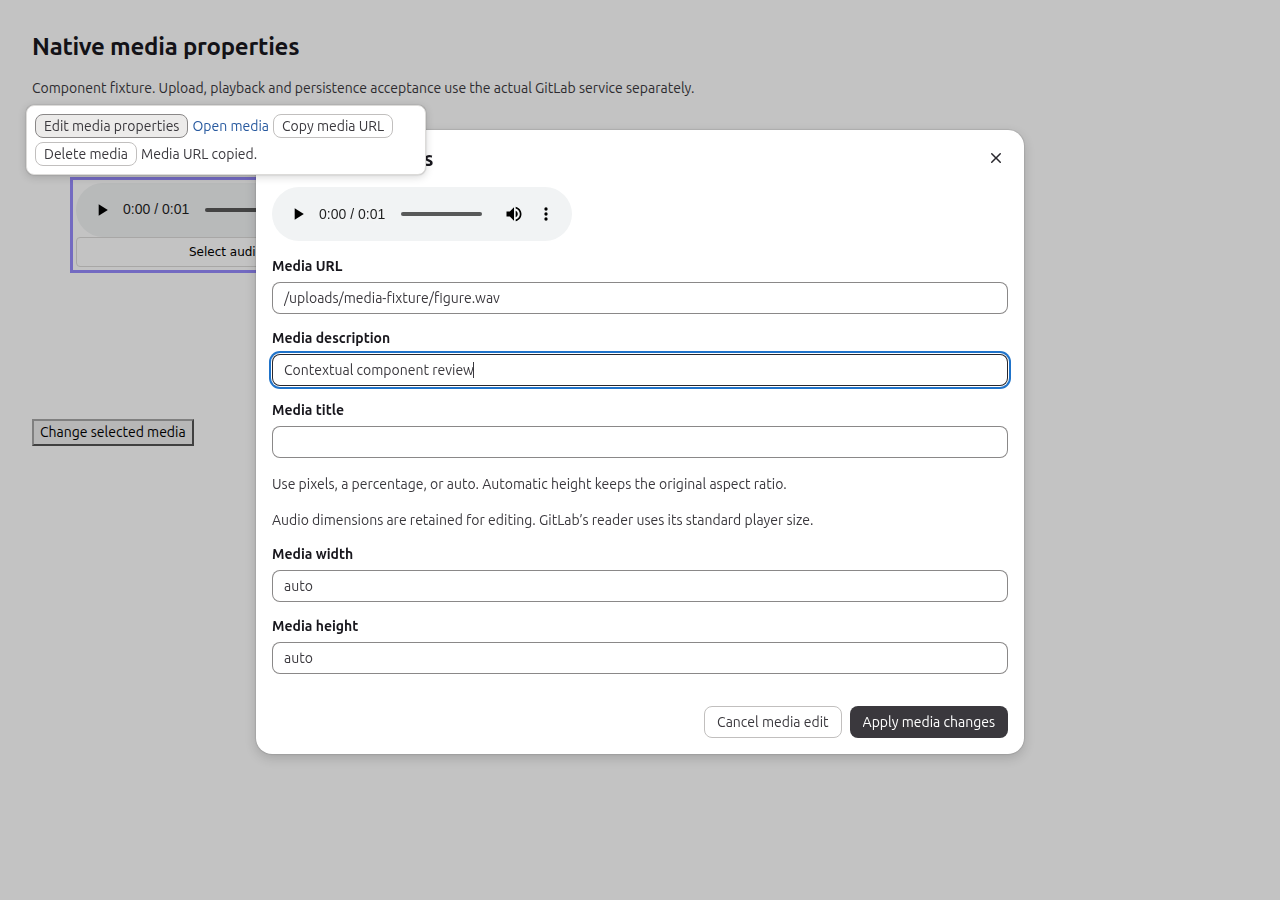 Native media properties
Component fixture. Upload, playback and persistence acceptance use the actual GitLab service separately.
Edit media properties Open media Copy media URL
Delete media Media URL copied.
0:00 / 0:01
0:00 / 0:01
Media URL
/uploads/media-fixture/figure.wav
Media description
Contextual component review
Media title
Change selected media
Use pixels, a percentage, or auto. Automatic height keeps the original aspect ratio.
Audio dimensions are retained for editing. GitLab’s reader uses its standard player size.
Media width
auto
Media height
auto
Cancel media edit Apply media changes
Select